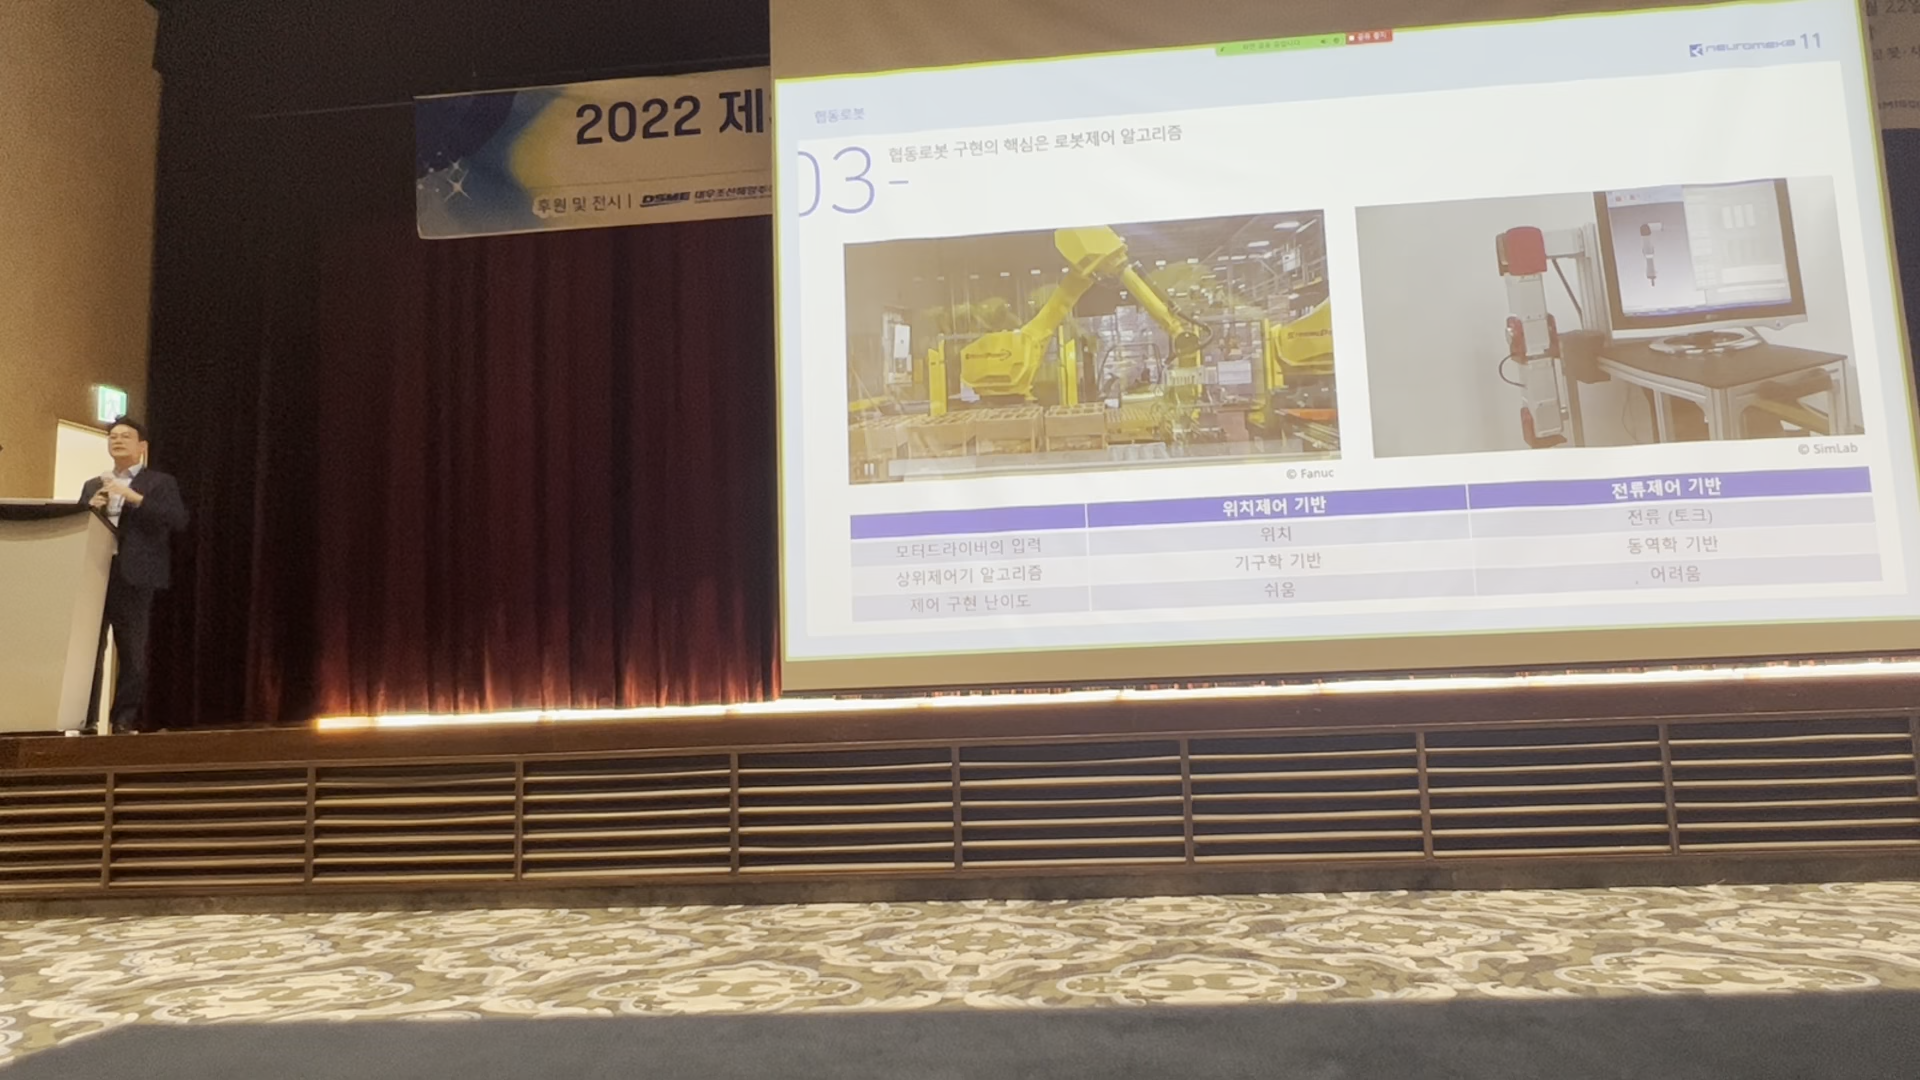 2022 제
후원 및 전시 | DSME 대우조선해양주
neuromeka 11
협동로봇
03
협동로봇 구현의 핵심은 로봇제어 알고리즘
© Fanuc
© SimLab
위치제어 기반 전류제어 기반
모터드라이버의 입력 위치 전류 (토크)
상위제어기 알고리즘 기구학 기반 동역학 기반
제어 구현 난이도 쉬움 어려움